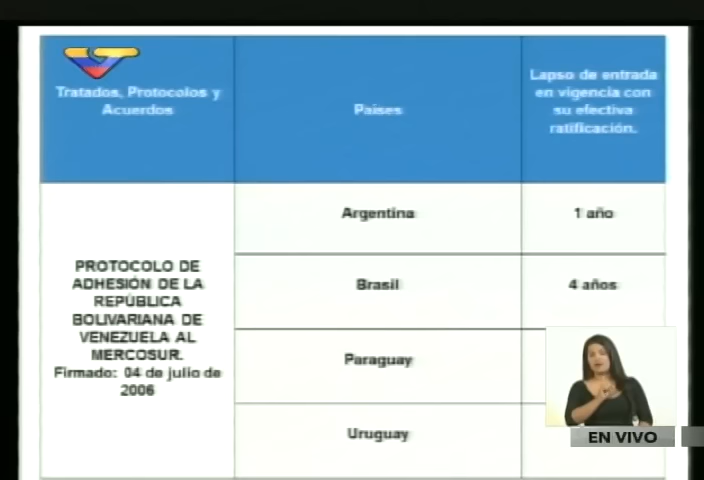 Tratados, Protocolos y
Acuerdos
Países
Lapso de entrada
en vigencia con
su efectiva
ratificación.
PROTOCOLO DE
ADHESIÓN DE LA
REPÚBLICA
BOLIVARIANA DE
VENEZUELA AL
MERCOSUR.
Firmado: 04 de julio de
2006
Argentina
1 año
Brasil
4 años
Paraguay
Uruguay
EN VIVO